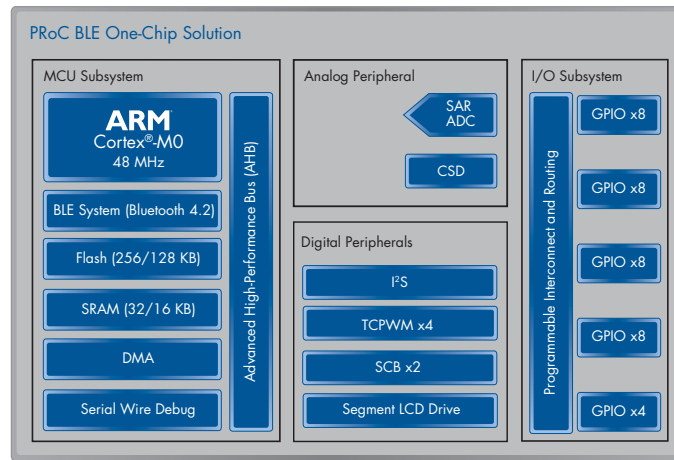 PRoC BLE One-Chip Solution
MCU Subsystem
ARM
Cortex®-M0
48 MHz
BLE System (Bluetooth 4.2)
Flash (256/128 KB)
SRAM (32/16 KB)
DMA
Serial Wire Debug
Advanced High-Performance Bus (AHB)
Analog Peripheral
SAR
ADC
CSD
Digital Peripherals
I²S
TCPWM x4
SCB x2
Segment LCD Drive
I/O Subsystem
Programmable Interconnect and Routing
GPIO x8
GPIO x8
GPIO x8
GPIO x8
GPIO x4